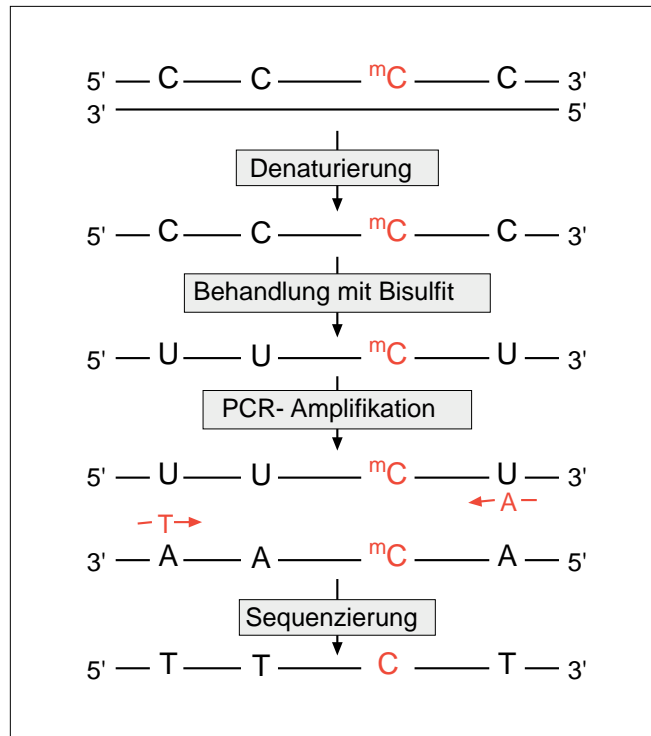 5' C C ᵐC C 3'
3' 5'
Denaturierung
5' C C ᵐC C 3'
Behandlung mit Bisulfit
5' U U ᵐC U 3'
PCR- Amplifikation
5' U U ᵐC U 3'
T A
3' A A ᵐC A 5'
Sequenzierung
5' T T C T 3'